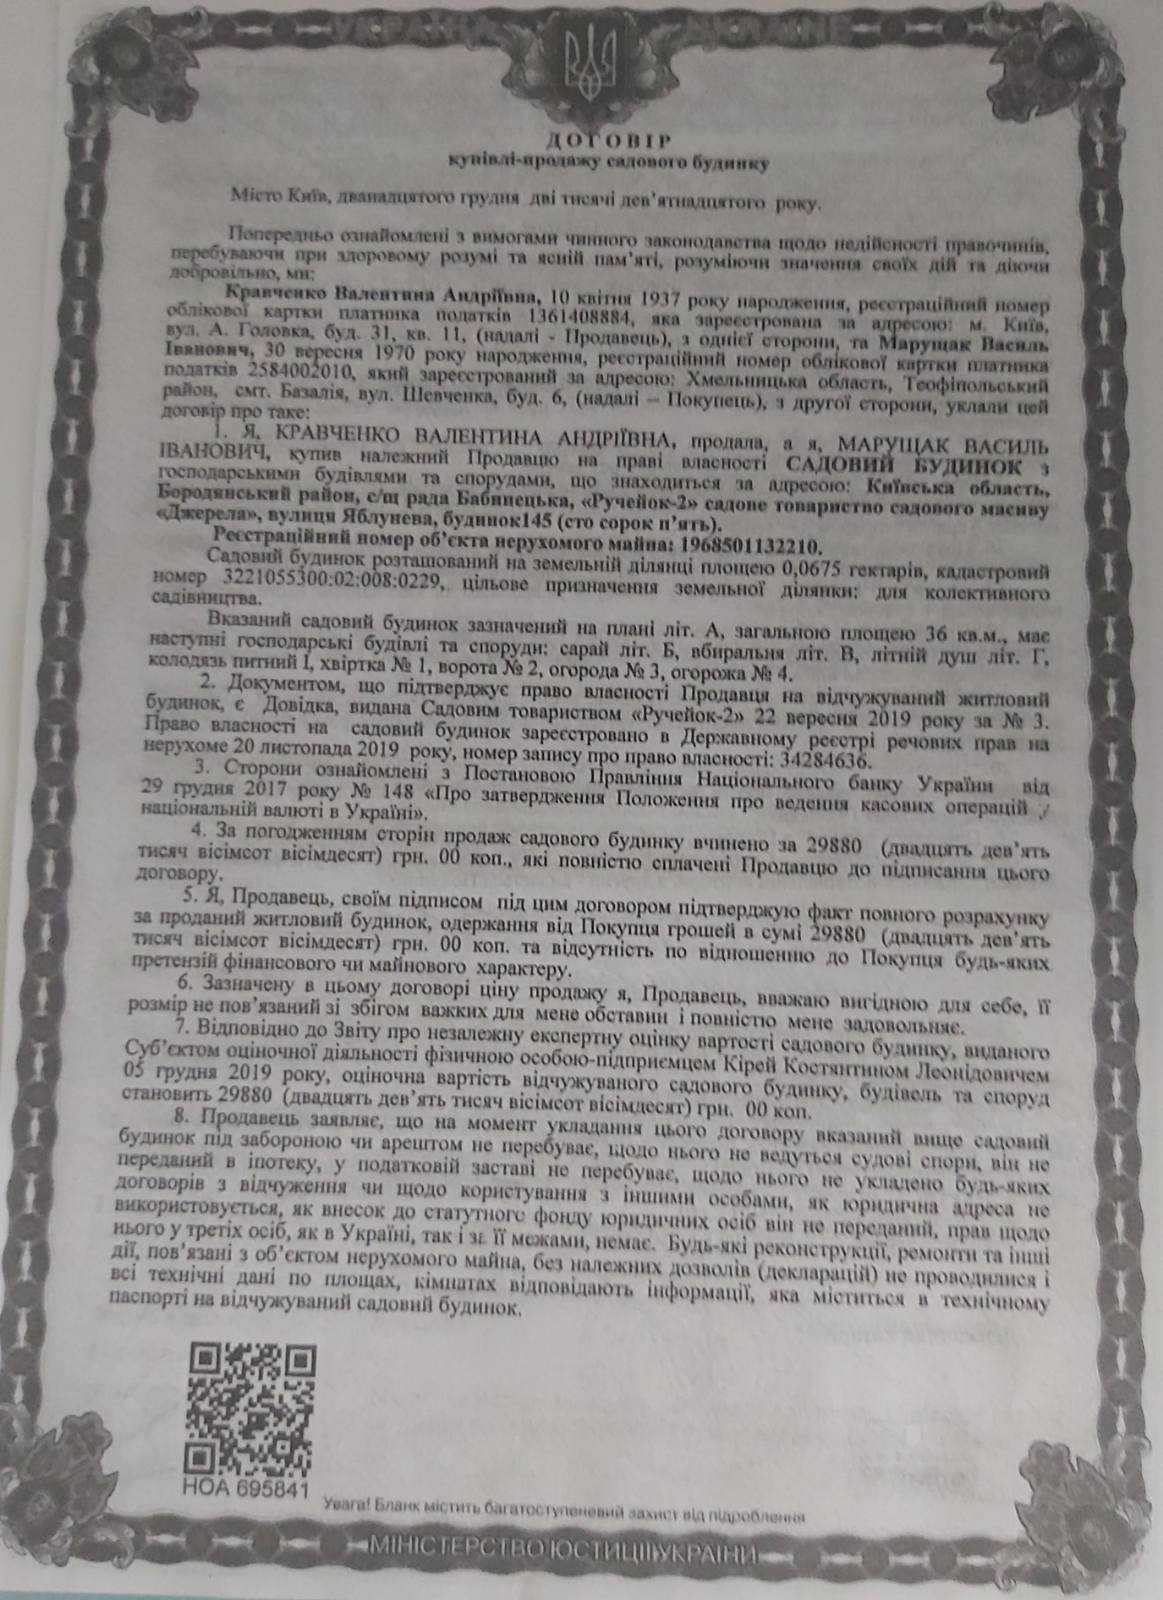 УКРАЇНА
UKRAINE
ДОГОВІР
купівлі-продажу садового будинку
Місто Київ, дванадцятого грудня дві тисячі дев’ятнадцятого року.
Попередньо ознайомлені з вимогами чинного законодавства щодо недійсності правочинів,
перебуваючи при здоровому розумі та ясній пам’яті, розуміючи значення своїх дій та діючи
добровільно, ми:
Кравченко Валентина Андріївна, 10 квітня 1937 року народження, реєстраційний номер
облікової картки платника податків 1361408884, яка зареєстрована за адресою: м. Київ,
вул. А. Головка, буд. 31, кв. 11, (надалі - Продавець), з однієї сторони, та Марущак Василь
Іванович, 30 вересня 1970 року народження, реєстраційний номер облікової картки платника
податків 2584002010, який зареєстрований за адресою: Хмельницька область, Теофіпольський
район, смт. Базалія, вул. Шевченка, буд. 6, (надалі – Покупець), з другої сторони, уклали цей
договір про таке:
1. Я, КРАВЧЕНКО ВАЛЕНТИНА АНДРІЇВНА, продала, а я, МАРУЩАК ВАСИЛЬ
ІВАНОВИЧ, купив належний Продавцю на праві власності САДОВИЙ БУДИНОК з
господарськими будівлями та спорудами, що знаходиться за адресою: Київська область,
Бородянський район, с/щ рада Бабинецька, «Ручейок-2» садове товариство садового масиву
«Джерела», вулиця Яблунева, будинок145 (сто сорок п’ять).
Реєстраційний номер об’єкта нерухомого майна: 1968501132210.
Садовий будинок розташований на земельній ділянці площею 0,0675 гектарів, кадастровий
номер 3221055300:02:008:0229, цільове призначення земельної ділянки: для колективного
садівництва.
Вказаний садовий будинок зазначений на плані літ. А, загальною площею 36 кв.м., має
наступні господарські будівлі та споруди: сарай літ. Б, вбиральня літ. В, літній душ літ. Г,
колодязь питний І, хвіртка № 1, ворота № 2, огорода № 3, огорожа № 4.
2. Документом, що підтверджує право власності Продавця на відчужуваний житловий
будинок, є Довідка, видана Садовим товариством «Ручейок-2» 22 вересня 2019 року за № 3.
Право власності на садовий будинок зареєстровано в Державному реєстрі речових прав на
нерухоме 20 листопада 2019 року, номер запису про право власності: 34284636.
3. Сторони ознайомлені з Постановою Правління Національного банку України від
29 грудня 2017 року № 148 «Про затвердження Положення про ведення касових операцій у
національній валюті в Україні».
4. За погодженням сторін продаж садового будинку вчинено за 29880 (двадцять дев’ять
тисяч вісімсот вісімдесят) грн. 00 коп., які повністю сплачені Продавцю до підписання цього
договору.
5. Я, Продавець, своїм підписом під цим договором підтверджую факт повного розрахунку
за проданий житловий будинок, одержання від Покупця грошей в сумі 29880 (двадцять дев’ять
тисяч вісімсот вісімдесят) грн. 00 коп. та відсутність по відношенню до Покупця будь-яких
претензій фінансового чи майнового характеру.
6. Зазначену в цьому договорі ціну продажу я, Продавець, вважаю вигідною для себе, її
розмір не пов’язаний зі збігом важких для мене обставин і повністю мене задовольняє.
7. Відповідно до Звіту про незалежну експертну оцінку вартості садового будинку, виданого
Суб’єктом оціночної діяльності фізичною особою-підприємцем Кірей Костянтином Леонідовичем
05 грудня 2019 року, оціночна вартість відчужуваного садового будинку, будівель та споруд
становить 29880 (двадцять дев’ять тисяч вісімсот вісімдесят) грн. 00 коп.
8. Продавець заявляє, що на момент укладання цього договору вказаний вище садовий
будинок під забороною чи арештом не перебуває, щодо нього не ведуться судові спори, він не
переданий в іпотеку, у податковій заставі не перебуває, щодо нього не укладено будь-яких
договорів з відчуження чи щодо користування з іншими особами, як юридична адреса не
використовується, як внесок до статутного фонду юридичних осіб він не переданий, прав щодо
нього у третіх осіб, як в Україні, так і за її межами, немає. Будь-які реконструкції, ремонти та інші
дії, пов’язані з об’єктом нерухомого майна, без належних дозволів (декларацій) не проводилися і
всі технічні дані по площах, кімнатах відповідають інформації, яка міститься в технічному
паспорті на відчужуваний садовий будинок.
НОА 695841
Увага! Бланк містить багатоступеневий захист від підроблення
МІНІСТЕРСТВО ЮСТИЦІЇ УКРАЇНИ